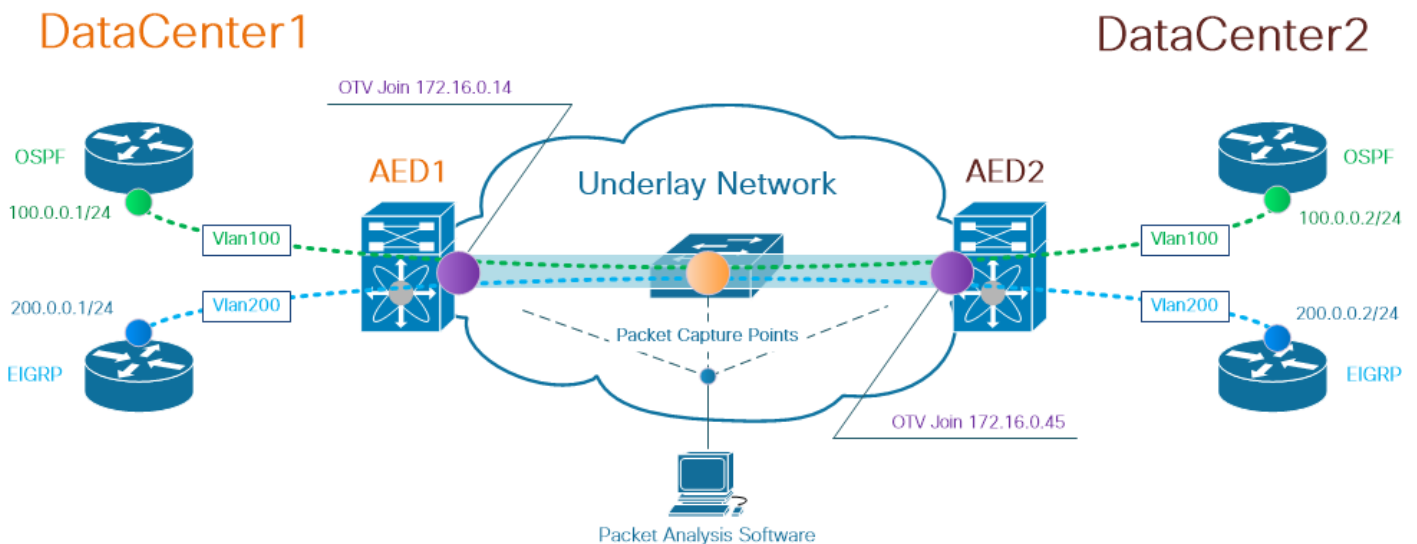 DataCenter1
DataCenter2
OTV Join 172.16.0.14
OSPF
AED1
Underlay Network
AED2
OSPF
100.0.0.1/24
100.0.0.2/24
Vlan100
Vlan100
200.0.0.1/24
Vlan200
Vlan200
200.0.0.2/24
Packet Capture Points
EIGRP
EIGRP
OTV Join 172.16.0.45
Packet Analysis Software